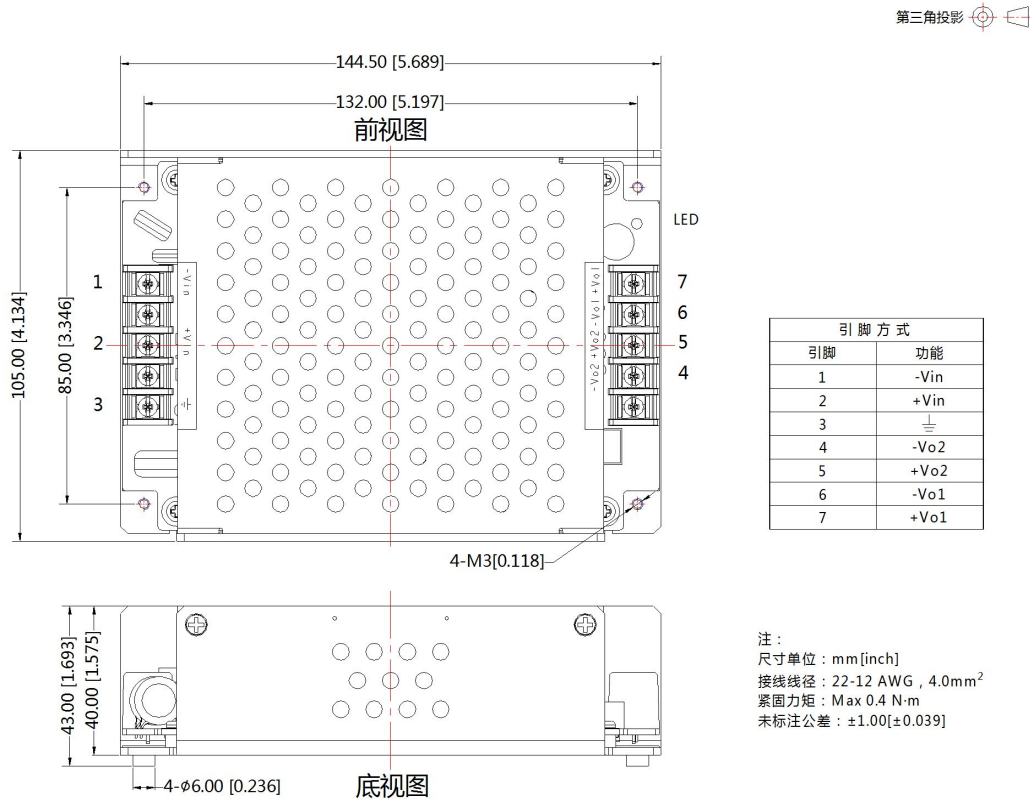 第三角投影
144.50 [5.689]
132.00 [5.197]
前视图
LED
105.00 [4.134]
85.00 [3.346]
1
2
3
-Vin
+Vin
-Vo2 +Vo2 -Vo1 +Vo1
7
6
5
4
4-M3[0.118]
引脚方式
引脚 功能
1 -Vin
2 +Vin
3 ⏚
4 -Vo2
5 +Vo2
6 -Vo1
7 +Vo1
43.00 [1.693]
40.00 [1.575]
4-φ6.00 [0.236]
底视图
注：
尺寸单位：mm[inch]
接线线径：22-12 AWG，4.0mm²
紧固力矩：Max 0.4 N·m
未标注公差：±1.00[±0.039]